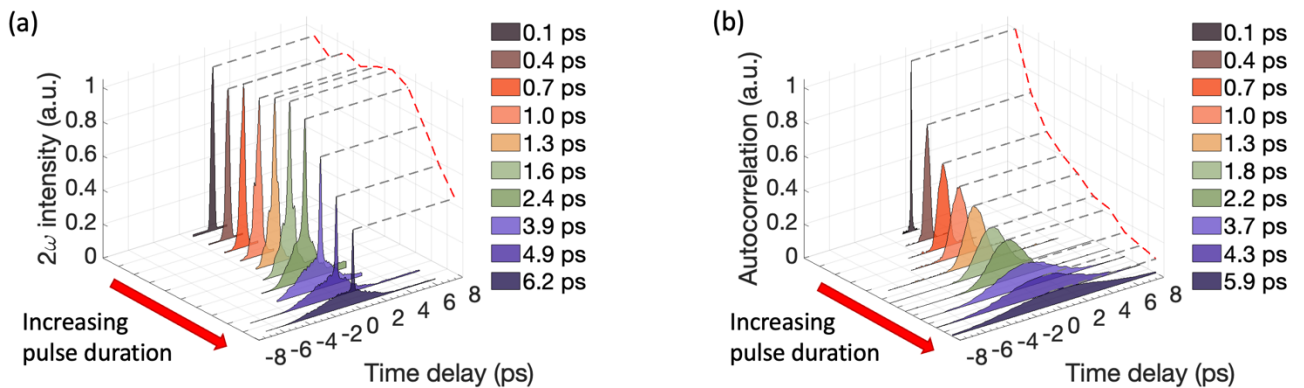 (a)
2ω intensity (a.u.)
1
0.8
0.6
0.4
0.2
0
Increasing
pulse duration
-8 -6 -4 -2 0 2 4 6 8
Time delay (ps)
0.1 ps
0.4 ps
0.7 ps
1.0 ps
1.3 ps
1.6 ps
2.4 ps
3.9 ps
4.9 ps
6.2 ps
(b)
Autocorrelation (a.u.)
1
0.8
0.6
0.4
0.2
0
Increasing
pulse duration
-8 -6 -4 -2 0 2 4 6 8
Time delay (ps)
0.1 ps
0.4 ps
0.7 ps
1.0 ps
1.3 ps
1.8 ps
2.2 ps
3.7 ps
4.3 ps
5.9 ps